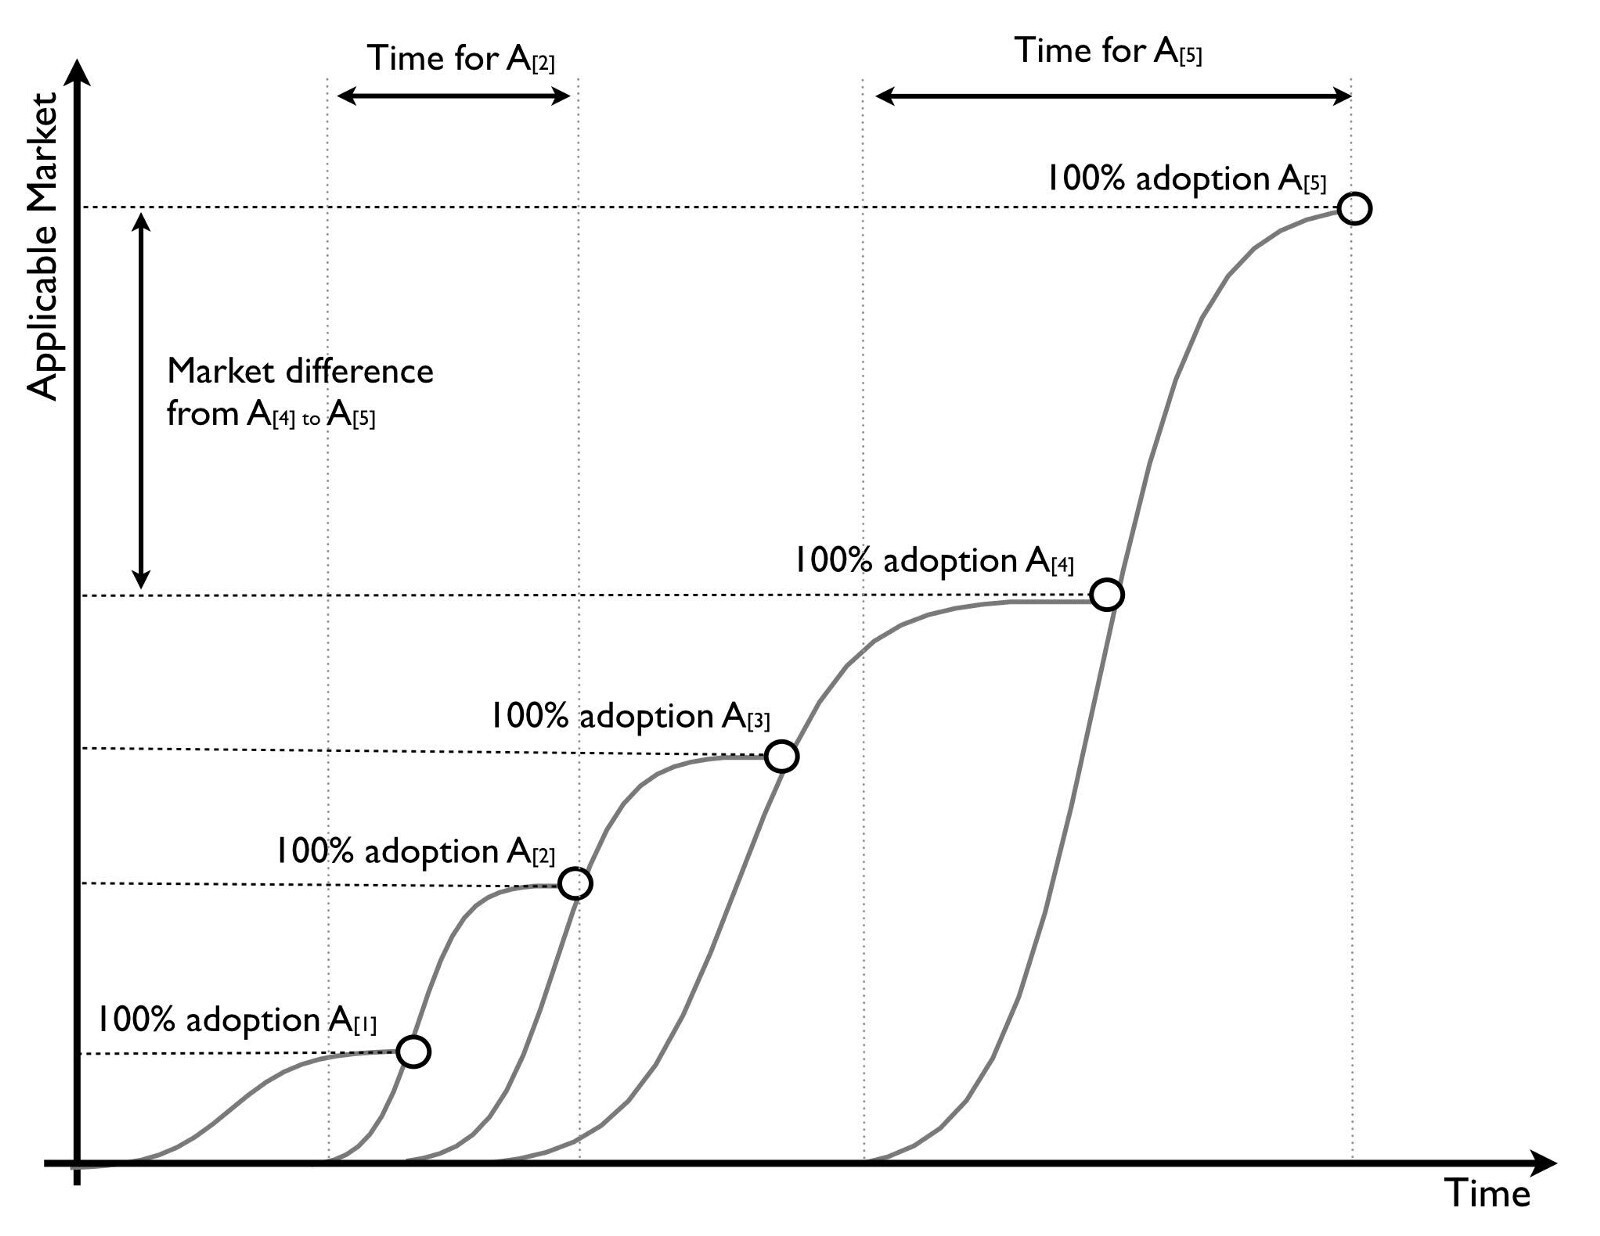 Time for A[2]
Time for A[5]
Applicable Market
100% adoption A[5]
Market difference
from A[4] to A[5]
100% adoption A[4]
100% adoption A[3]
100% adoption A[2]
100% adoption A[1]
Time